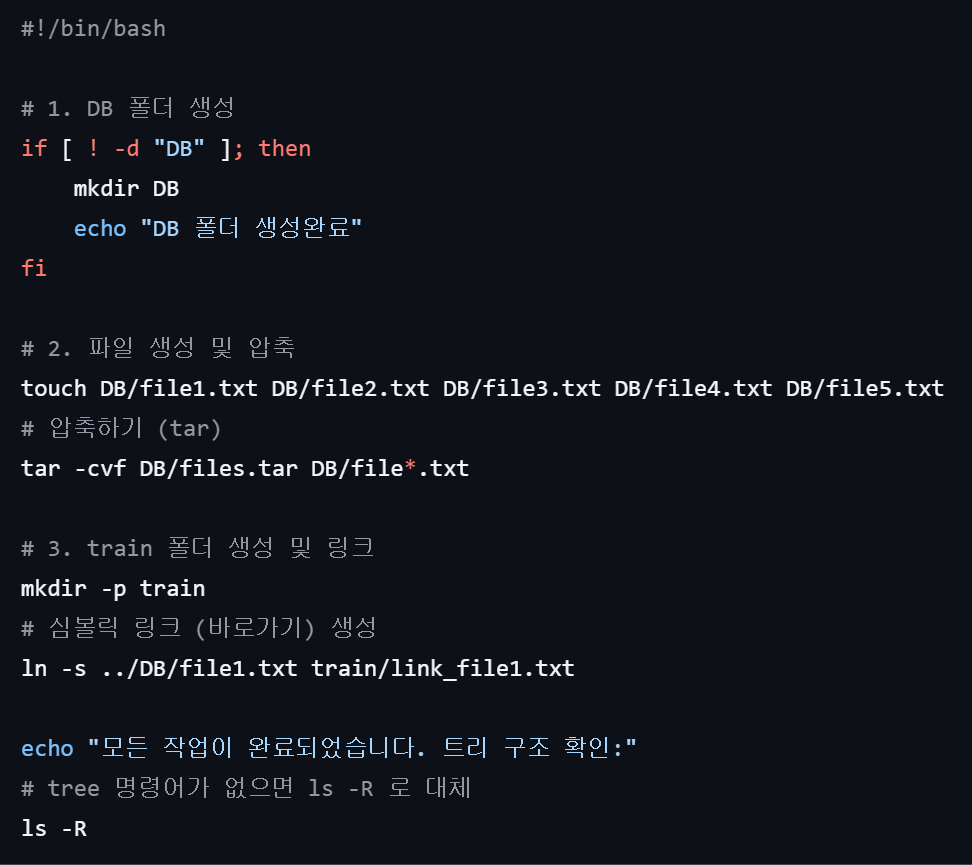 #!/bin/bash
# 1. DB 폴더 생성
if [ ! -d "DB" ]; then
    mkdir DB
    echo "DB 폴더 생성완료"
fi
# 2. 파일 생성 및 압축
touch DB/file1.txt DB/file2.txt DB/file3.txt DB/file4.txt DB/file5.txt
# 압축하기 (tar)
tar -cvf DB/files.tar DB/file*.txt
# 3. train 폴더 생성 및 링크
mkdir -p train
# 심볼릭 링크 (바로가기) 생성
ln -s ../DB/file1.txt train/link_file1.txt
echo "모든 작업이 완료되었습니다. 트리 구조 확인:"
# tree 명령어가 없으면 ls -R 로 대체
ls -R